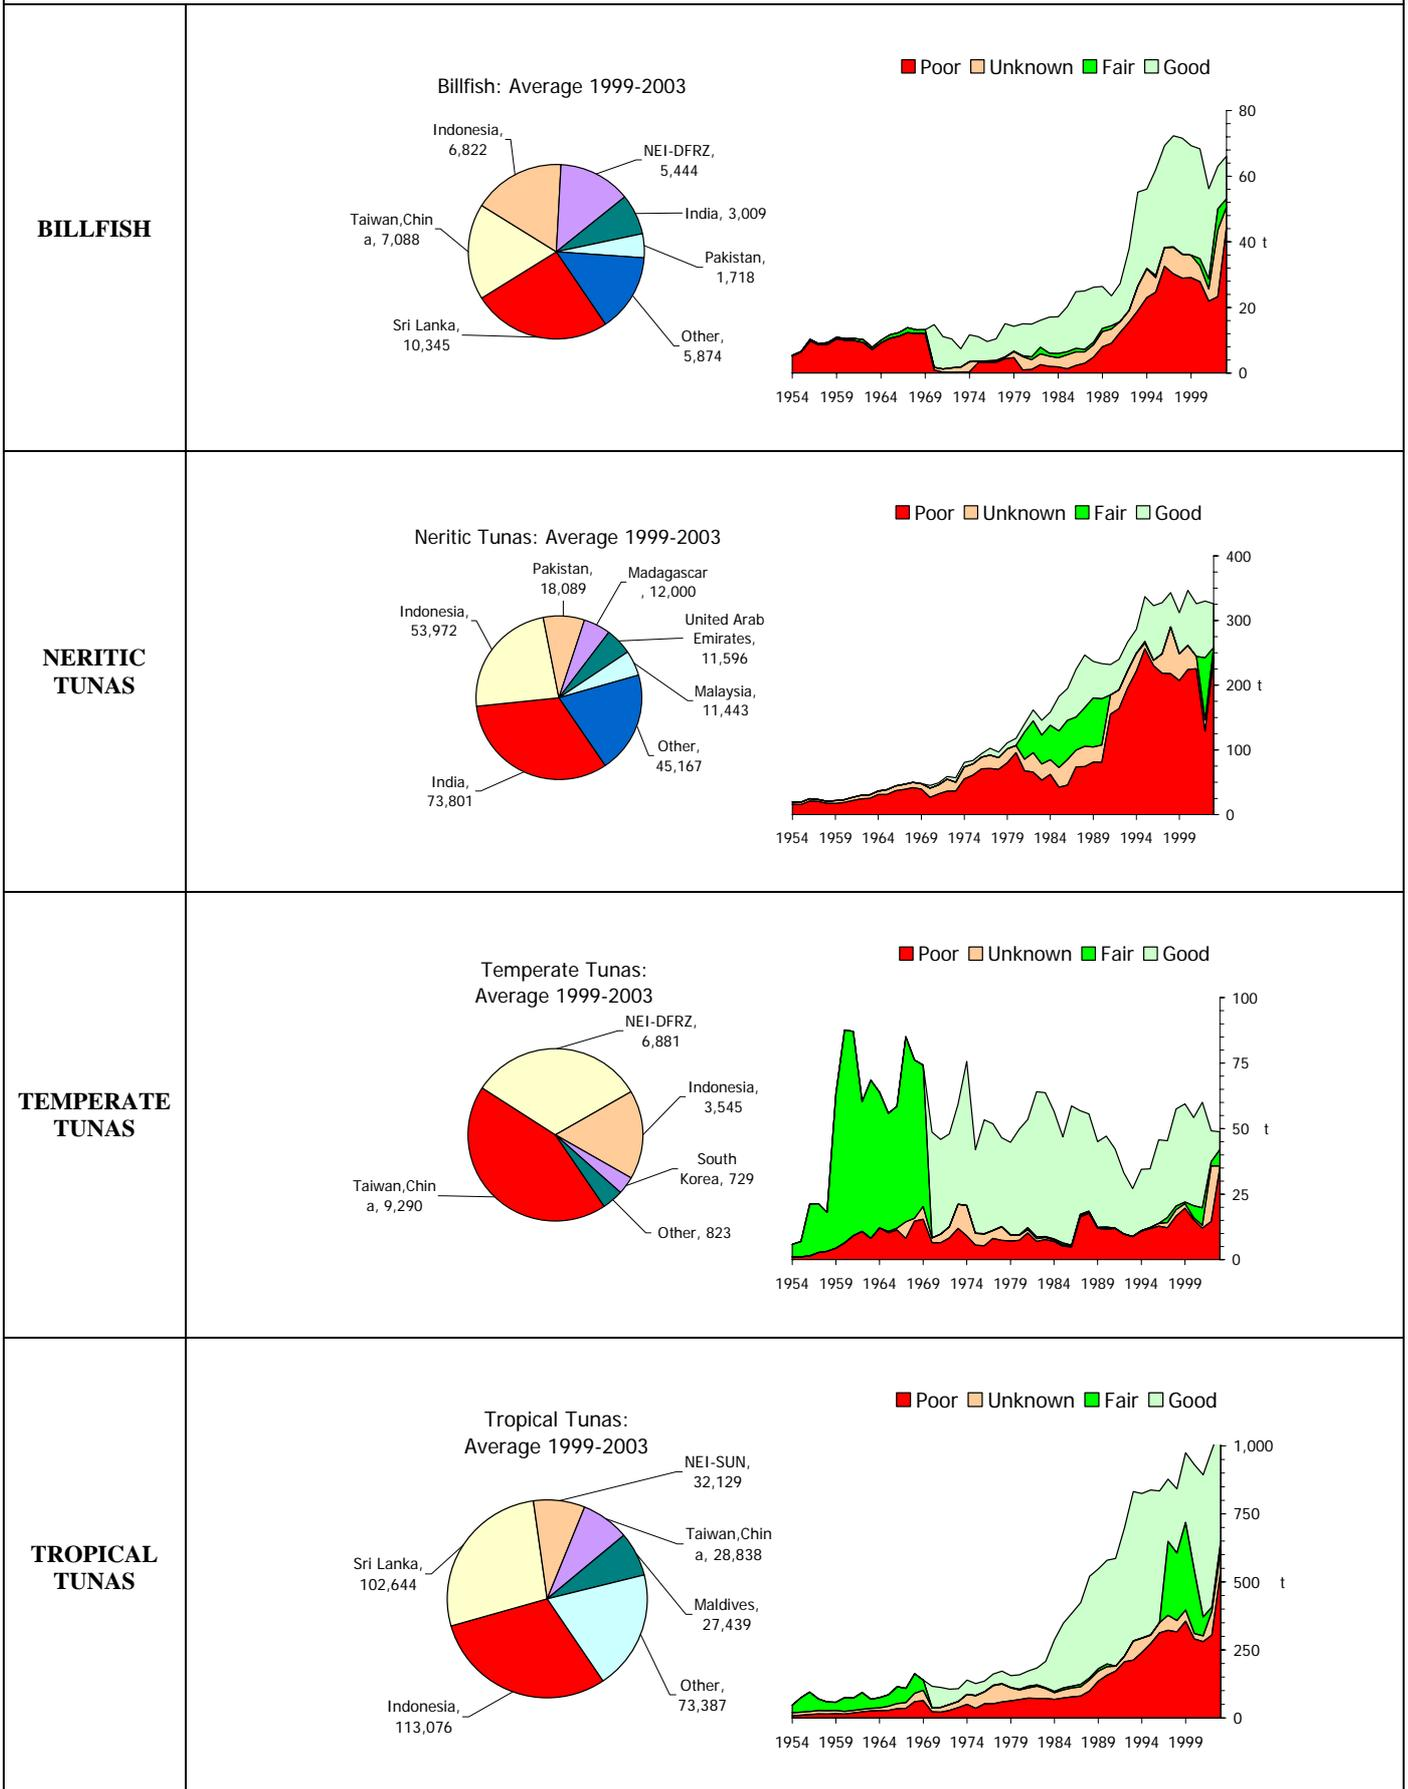 BILLFISH
Billfish: Average 1999-2003
Indonesia,
6,822
NEI-DFRZ,
5,444
India, 3,009
Taiwan,Chin
a, 7,088
Pakistan,
1,718
Sri Lanka,
10,345
Other,
5,874
Poor Unknown Fair Good
80
60
40 t
20
0
1954 1959 1964 1969 1974 1979 1984 1989 1994 1999
NERITIC
TUNAS
Neritic Tunas: Average 1999-2003
Pakistan,
18,089
Madagascar
, 12,000
Indonesia,
53,972
United Arab
Emirates,
11,596
Malaysia,
11,443
Other,
45,167
India,
73,801
Poor Unknown Fair Good
400
300
200 t
100
0
1954 1959 1964 1969 1974 1979 1984 1989 1994 1999
TEMPERATE
TUNAS
Temperate Tunas:
Average 1999-2003
NEI-DFRZ,
6,881
Indonesia,
3,545
South
Korea, 729
Taiwan,Chin
a, 9,290
Other, 823
Poor Unknown Fair Good
100
75
50 t
25
0
1954 1959 1964 1969 1974 1979 1984 1989 1994 1999
TROPICAL
TUNAS
Tropical Tunas:
Average 1999-2003
NEI-SUN,
32,129
Taiwan,Chin
a, 28,838
Sri Lanka,
102,644
Maldives,
27,439
Other,
73,387
Indonesia,
113,076
Poor Unknown Fair Good
1,000
750
500 t
250
0
1954 1959 1964 1969 1974 1979 1984 1989 1994 1999